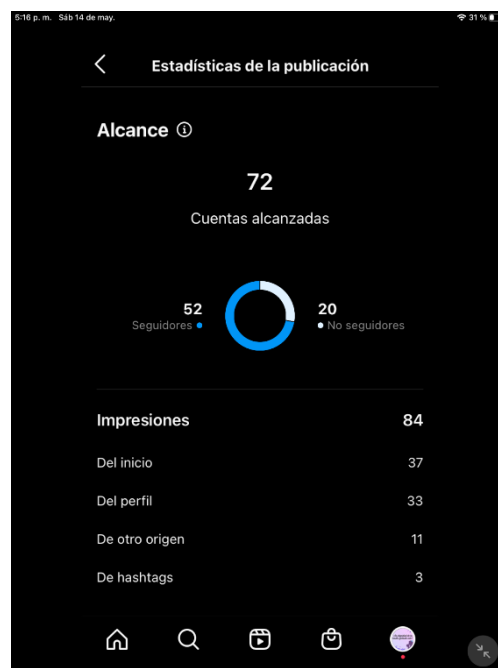 5:16 p. m. Sáb 14 de may. 31 %
Estadísticas de la publicación
Alcance
72
Cuentas alcanzadas
52 20
Seguidores No seguidores
Impresiones 84
Del inicio 37
Del perfil 33
De otro origen 11
De hashtags 3